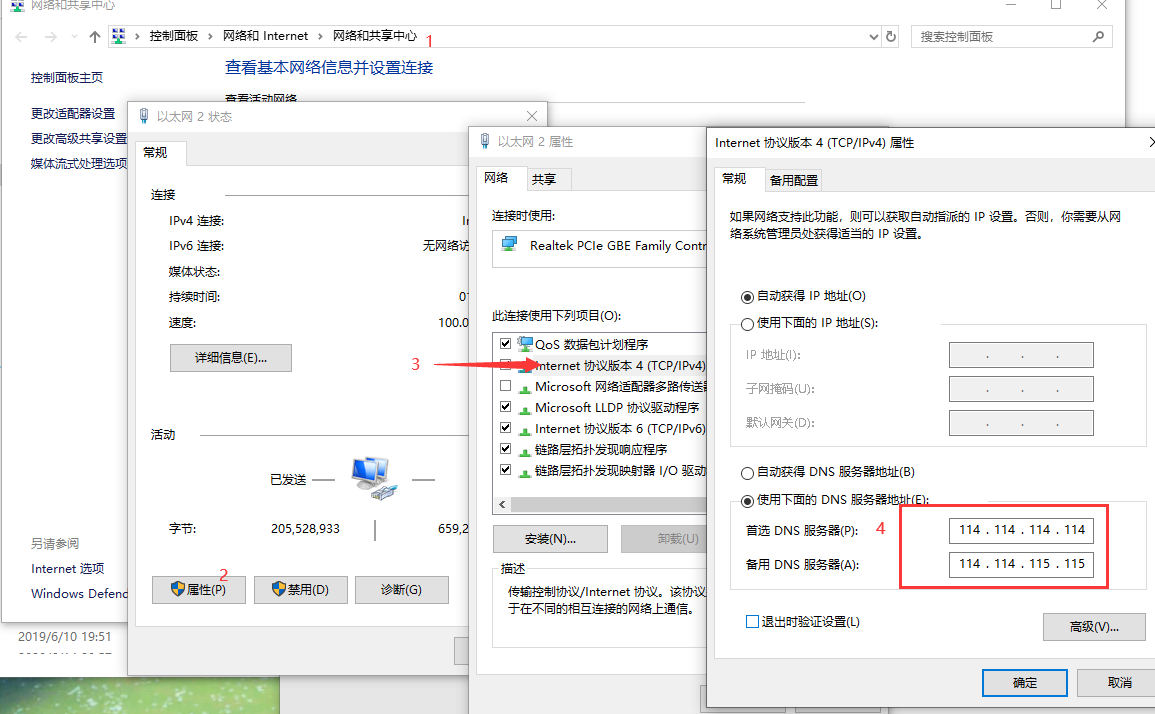 网络和共享中心
控制面板 › 网络和 Internet › 网络和共享中心
1
搜索控制面板
控制面板主页
更改适配器设置
更改高级共享设置
媒体流式处理选项
另请参阅
Internet 选项
Windows Defend
2019/6/10 19:51
查看基本网络信息并设置连接
查看活动网络
以太网 2 状态
常规
连接
IPv4 连接:
IPv6 连接:
无网络访
媒体状态:
持续时间:
速度:
100.0
详细信息(E)...
活动
已发送
字节:
205,528,933
659,2
2
属性(P)
禁用(D)
诊断(G)
以太网 2 属性
网络
共享
连接时使用:
Realtek PCIe GBE Family Contr
此连接使用下列项目(O):
QoS 数据包计划程序
3
Internet 协议版本 4 (TCP/IPv4)
Microsoft 网络适配器多路传送
Microsoft LLDP 协议驱动程序
Internet 协议版本 6 (TCP/IPv6)
链路层拓扑发现响应程序
链路层拓扑发现映射器 I/O 驱动
安装(N)...
卸载(U)
描述
传输控制协议/Internet 协议。该协议
于在不同的相互连接的网络上通信。
Internet 协议版本 4 (TCP/IPv4) 属性
常规
备用配置
如果网络支持此功能，则可以获取自动指派的 IP 设置。否则，你需要从网
络系统管理员处获得适当的 IP 设置。
自动获得 IP 地址(O)
使用下面的 IP 地址(S):
IP 地址(I):
子网掩码(U):
默认网关(D):
自动获得 DNS 服务器地址(B)
使用下面的 DNS 服务器地址(E):
首选 DNS 服务器(P):
4
114 . 114 . 114 . 114
备用 DNS 服务器(A):
114 . 114 . 115 . 115
退出时验证设置(L)
高级(V)...
确定
取消